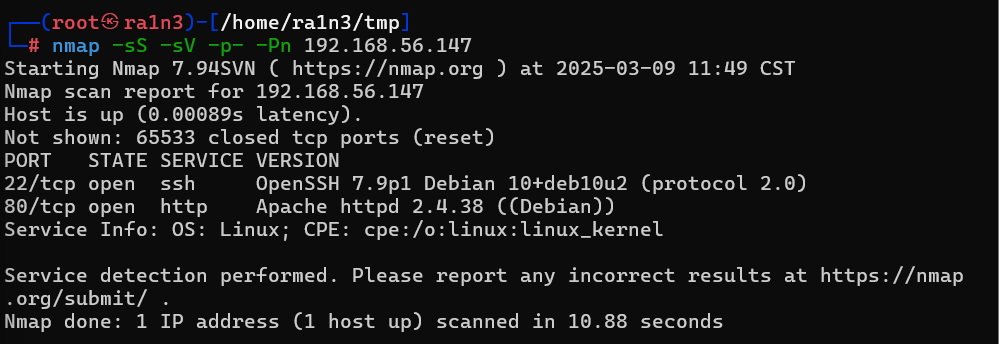 ┌──(root㉿ra1n3)-[/home/ra1n3/tmp]
└─# nmap -sS -sV -p- -Pn 192.168.56.147
Starting Nmap 7.94SVN ( https://nmap.org ) at 2025-03-09 11:49 CST
Nmap scan report for 192.168.56.147
Host is up (0.00089s latency).
Not shown: 65533 closed tcp ports (reset)
PORT   STATE SERVICE VERSION
22/tcp open  ssh     OpenSSH 7.9p1 Debian 10+deb10u2 (protocol 2.0)
80/tcp open  http    Apache httpd 2.4.38 ((Debian))
Service Info: OS: Linux; CPE: cpe:/o:linux:linux_kernel

Service detection performed. Please report any incorrect results at https://nmap
.org/submit/ .
Nmap done: 1 IP address (1 host up) scanned in 10.88 seconds